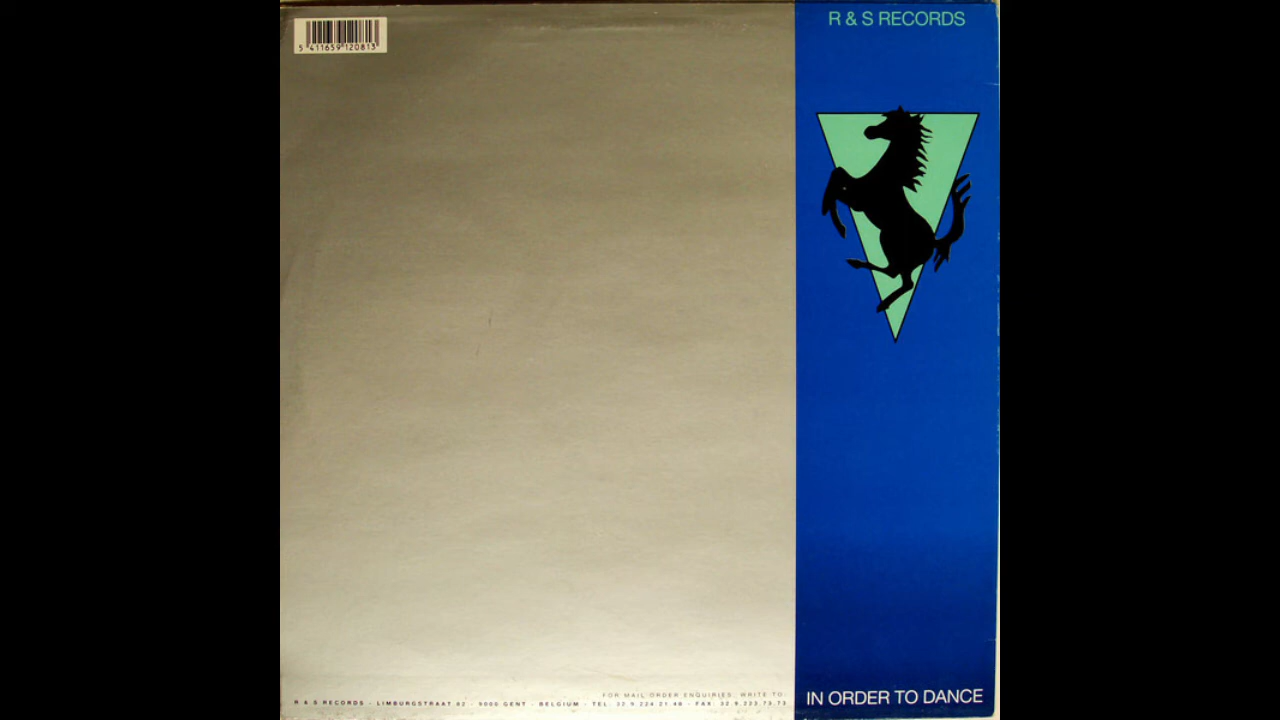 5 411659 120813
R & S RECORDS
FOR MAIL ORDER ENQUIRIES, WRITE TO:
R & S RECORDS - LIMBURGSTRAAT 62 - 9000 GENT - BELGIUM - TEL: 32.9.224.21.48 - FAX: 32.9.223.73.73
IN ORDER TO DANCE